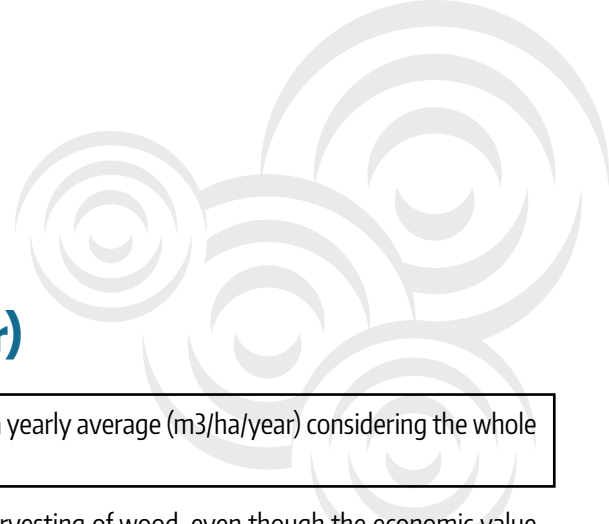 r)
yearly average (m3/ha/year) considering the whole
rvesting of wood, even though the economic value